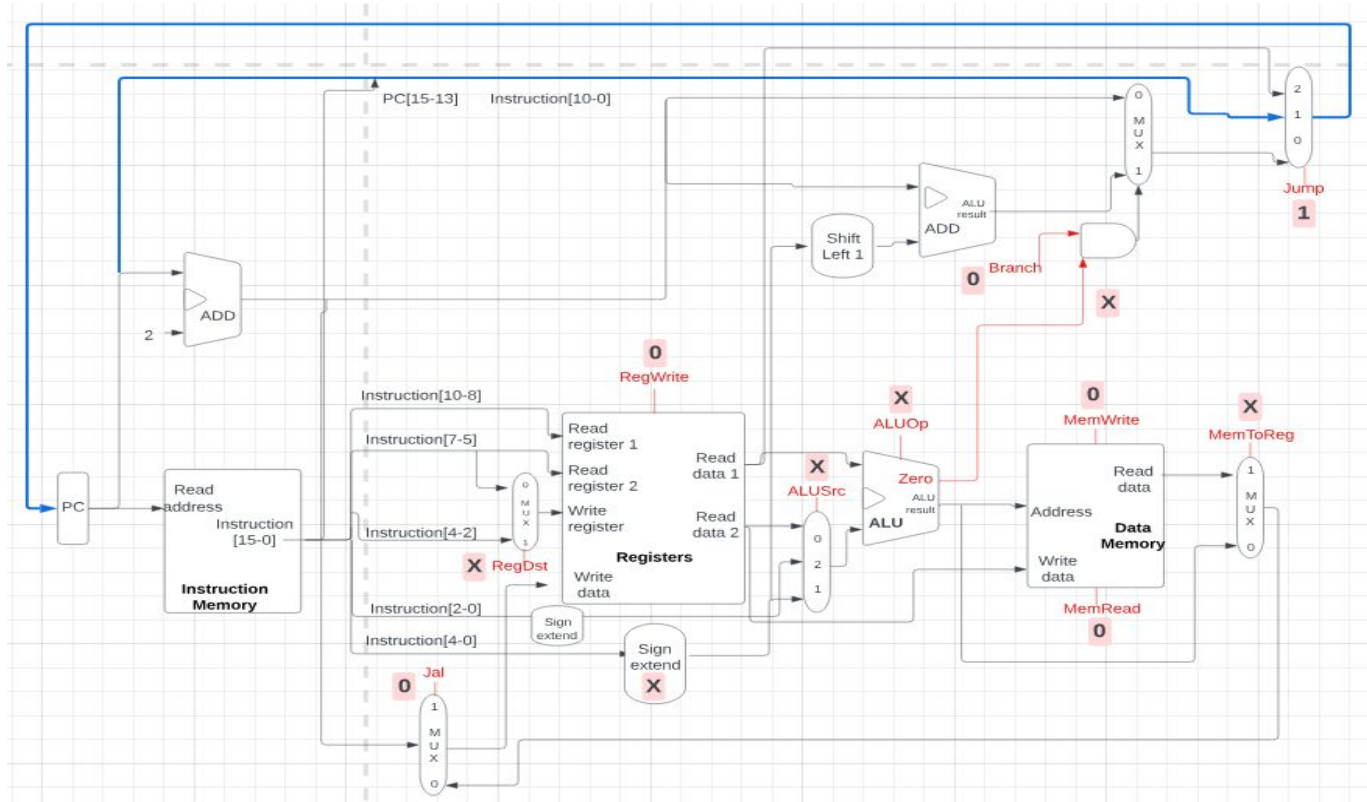 PC[15-13] Instruction[10-0]
0
M
U
X
1
2
1
0
Jump
1
ALU
result
ADD
Shift
Left 1
Branch
0
X
ADD
2
0
RegWrite
Instruction[10-8]
Instruction[7-5]
Instruction[4-2]
Instruction[2-0]
Instruction[4-0]
PC
Read
address
Instruction
[15-0]
Instruction
Memory
0
M
U
X
1
X RegDst
Read
register 1
Read
register 2
Write
register
Write
data
Read
data 1
Read
data 2
Registers
Sign
extend
Sign
extend
X
X
ALUSrc
0
2
1
X
ALUOp
Zero
ALU
result
ALU
0
MemWrite
Read
data
Address
Data
Memory
Write
data
MemRead
0
X
MemToReg
1
M
U
X
0
0 Jal
1
M
U
X
0